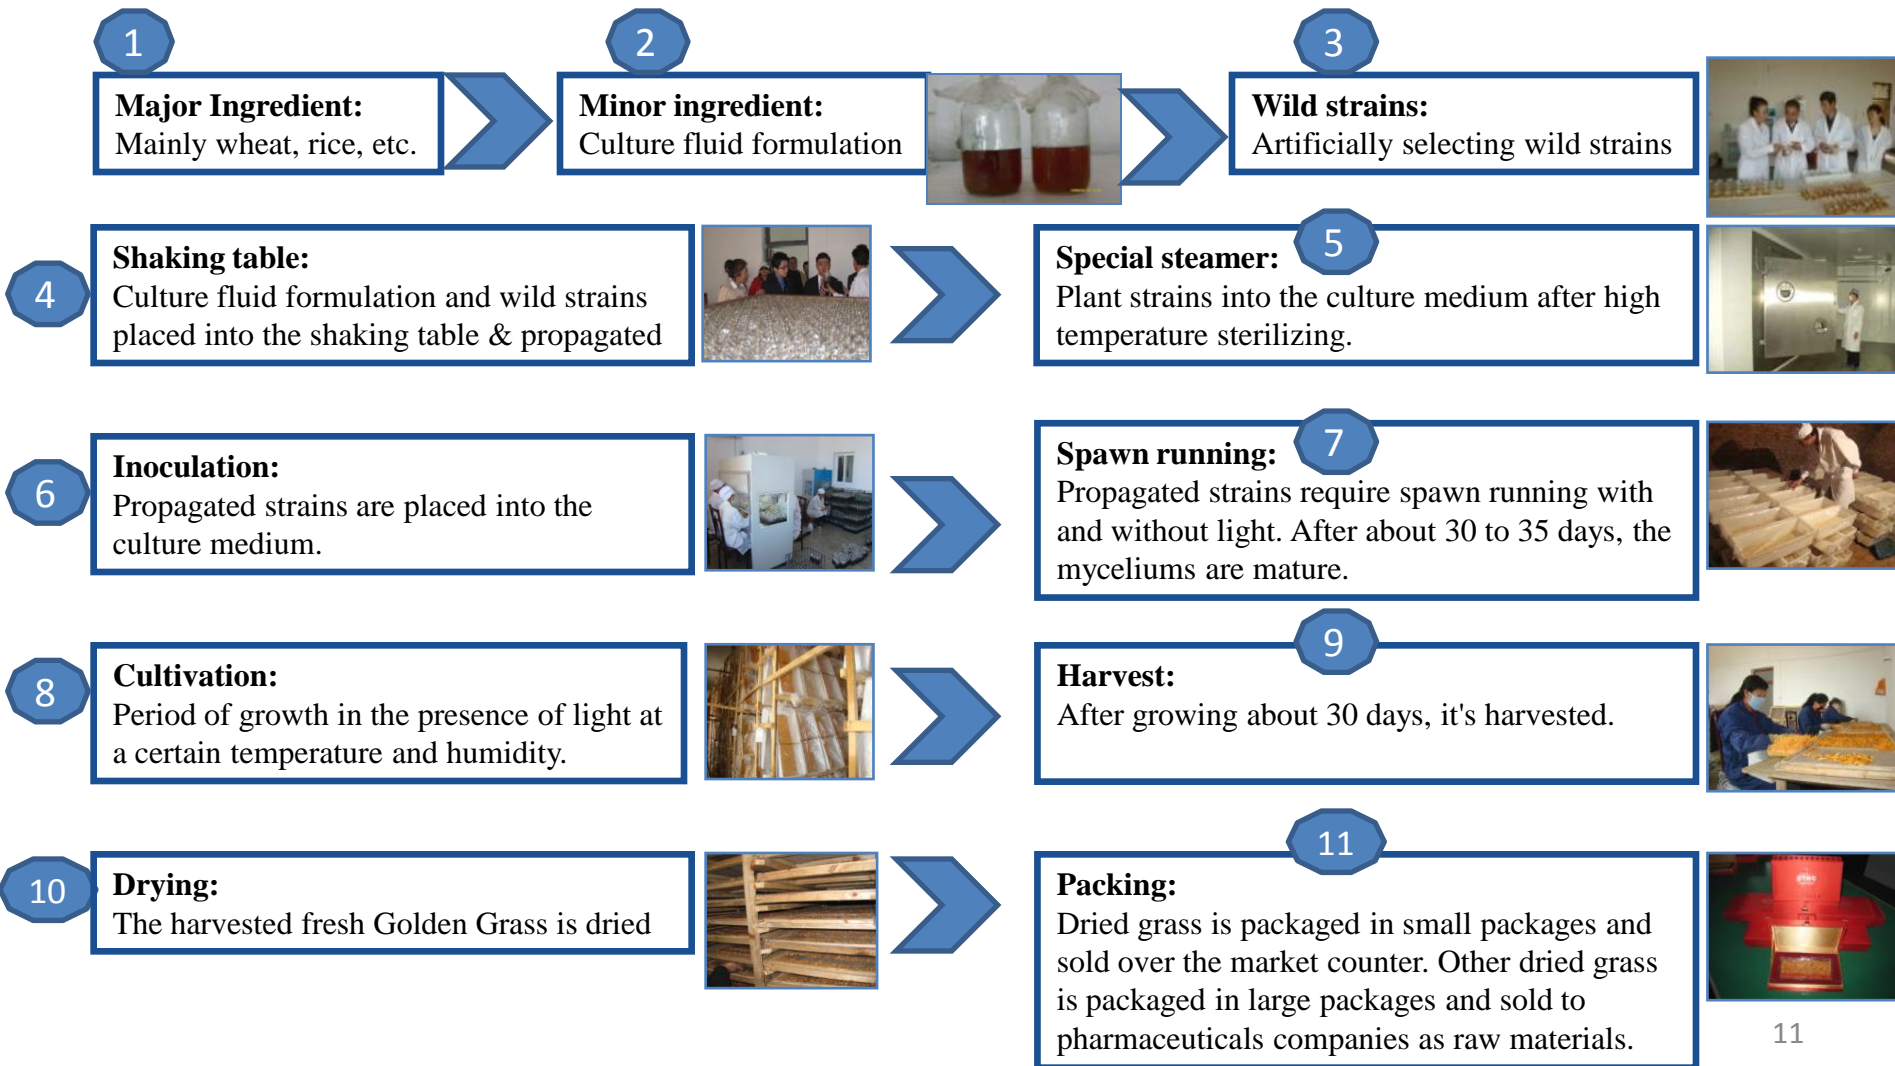 1
Major Ingredient:
Mainly wheat, rice, etc.
2
Minor ingredient:
Culture fluid formulation
3
Wild strains:
Artificially selecting wild strains
4
Shaking table:
Culture fluid formulation and wild strains
placed into the shaking table & propagated
5
Special steamer:
Plant strains into the culture medium after high
temperature sterilizing.
6
Inoculation:
Propagated strains are placed into the
culture medium.
7
Spawn running:
Propagated strains require spawn running with
and without light. After about 30 to 35 days, the
myceliums are mature.
8
Cultivation:
Period of growth in the presence of light at
a certain temperature and humidity.
9
Harvest:
After growing about 30 days, it's harvested.
10
Drying:
The harvested fresh Golden Grass is dried
11
Packing:
Dried grass is packaged in small packages and
sold over the market counter. Other dried grass
is packaged in large packages and sold to
pharmaceuticals companies as raw materials.
11